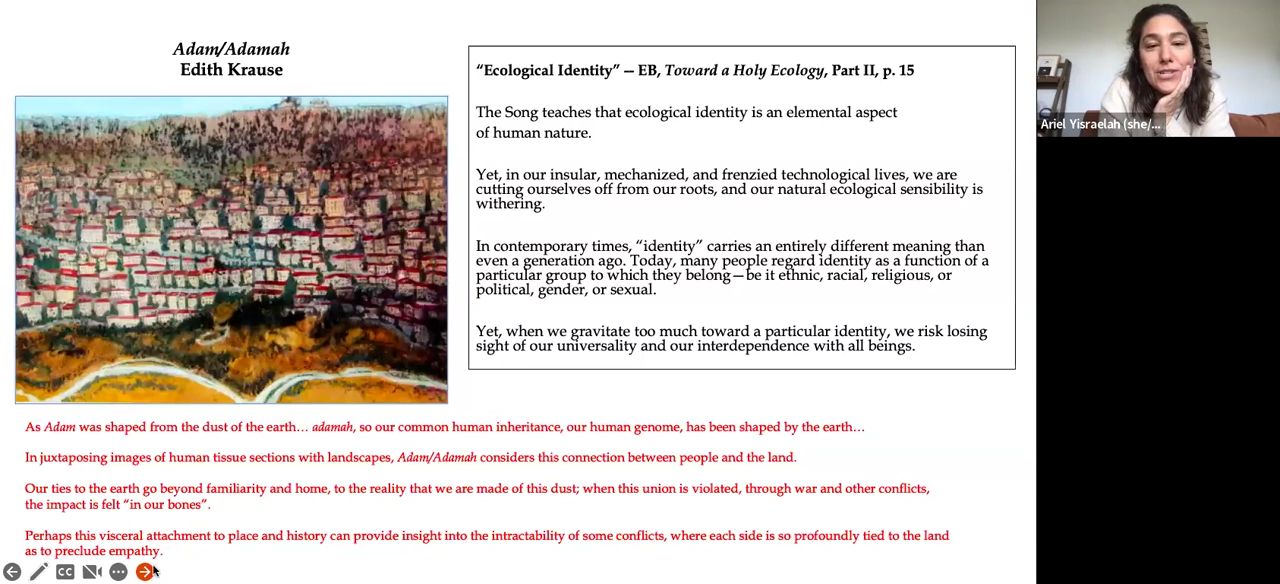 Adam/Adamah
Edith Krause
“Ecological Identity” – EB, Toward a Holy Ecology, Part II, p. 15
The Song teaches that ecological identity is an elemental aspect
of human nature.
Yet, in our insular, mechanized, and frenzied technological lives, we are
cutting ourselves off from our roots, and our natural ecological sensibility is
withering.
In contemporary times, “identity” carries an entirely different meaning than
even a generation ago. Today, many people regard identity as a function of a
particular group to which they belong—be it ethnic, racial, religious, or
political, gender, or sexual.
Yet, when we gravitate too much toward a particular identity, we risk losing
sight of our universality and our interdependence with all beings.
As Adam was shaped from the dust of the earth… adamah, so our common human inheritance, our human genome, has been shaped by the earth…
In juxtaposing images of human tissue sections with landscapes, Adam/Adamah considers this connection between people and the land.
Our ties to the earth go beyond familiarity and home, to the reality that we are made of this dust; when this union is violated, through war and other conflicts,
the impact is felt “in our bones”.
Perhaps this visceral attachment to place and history can provide insight into the intractability of some conflicts, where each side is so profoundly tied to the land
as to preclude empathy.
CC
Ariel Yisraelah (she/...